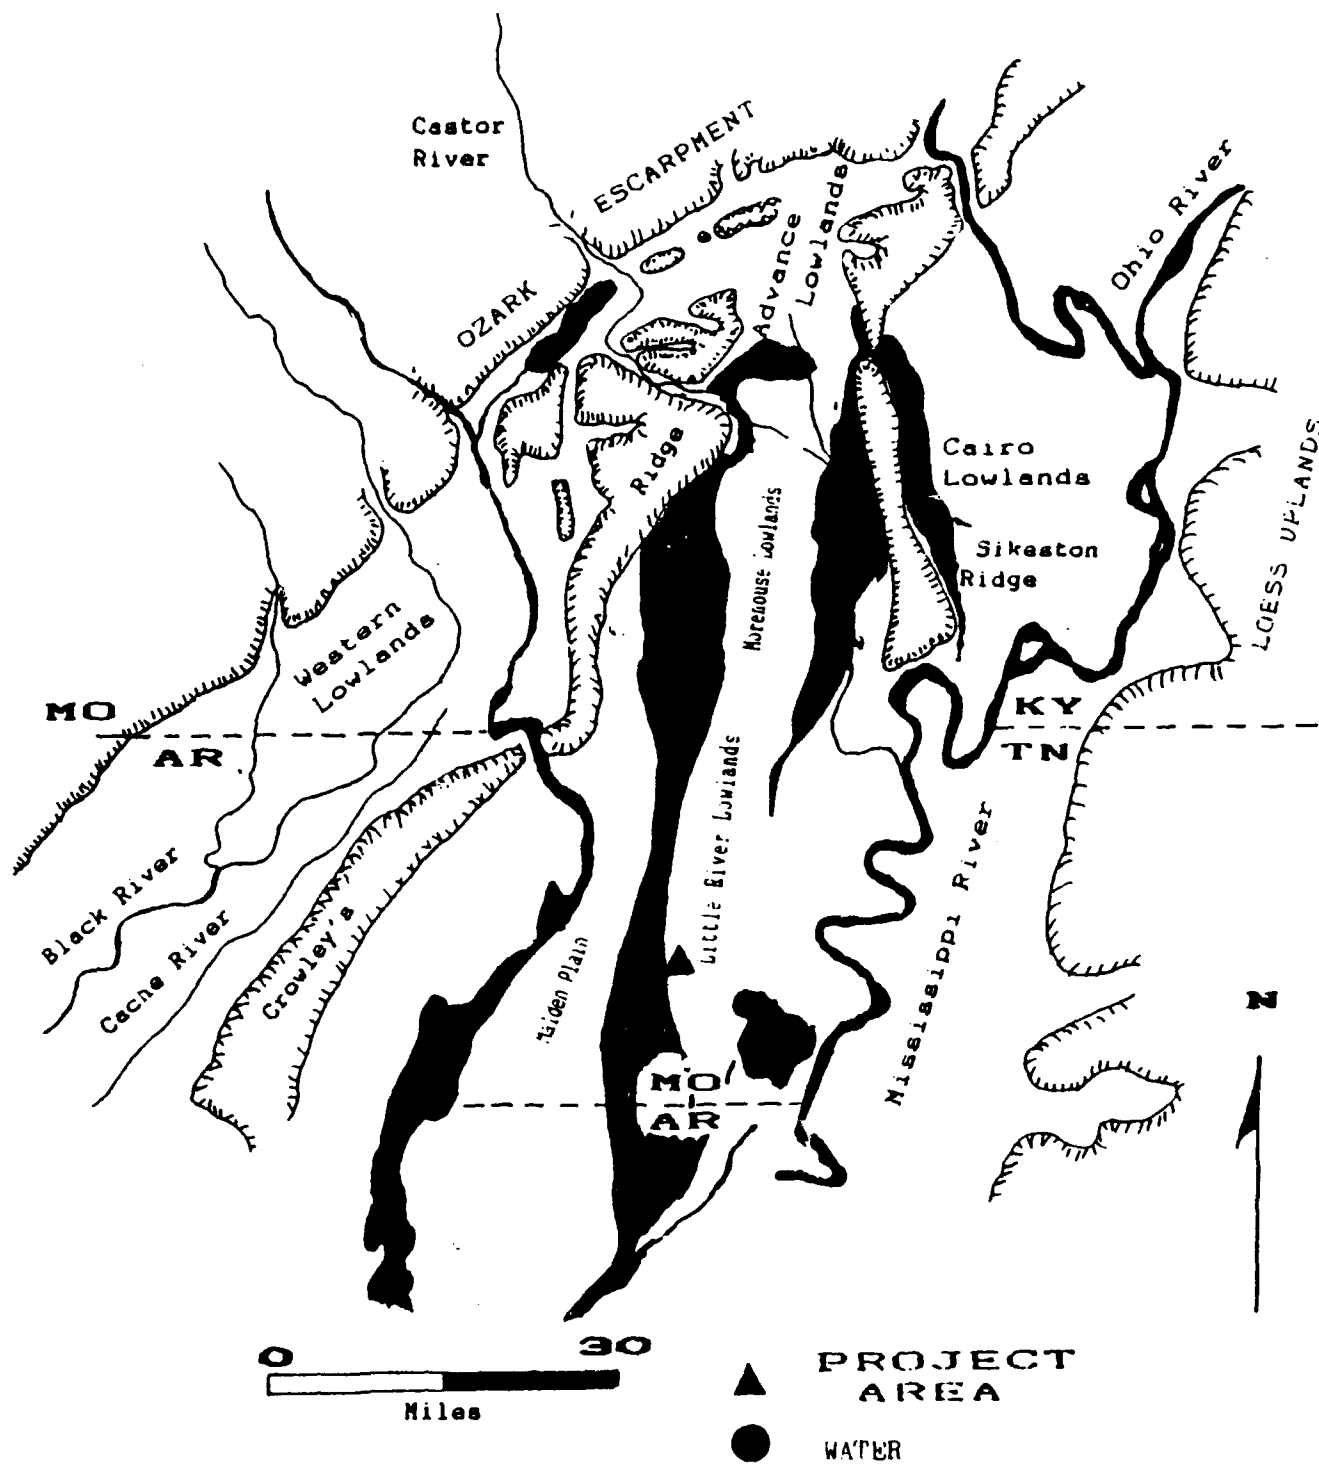 Castor
River
ESCARPMENT
OZARK
Advance
Lowlands
Ohio River
Ridge
Cairo
Lowlands
Sikeston
Ridge
LOESS UPLANDS
Morehouse Lowlands
Western
Lowlands
MO
AR
KY
TN
Little River Lowlands
Mississippi River
Black River
Cache River
Crowley's
Malden Plain
MO
AR
N
0 30
Miles
PROJECT
AREA
WATER